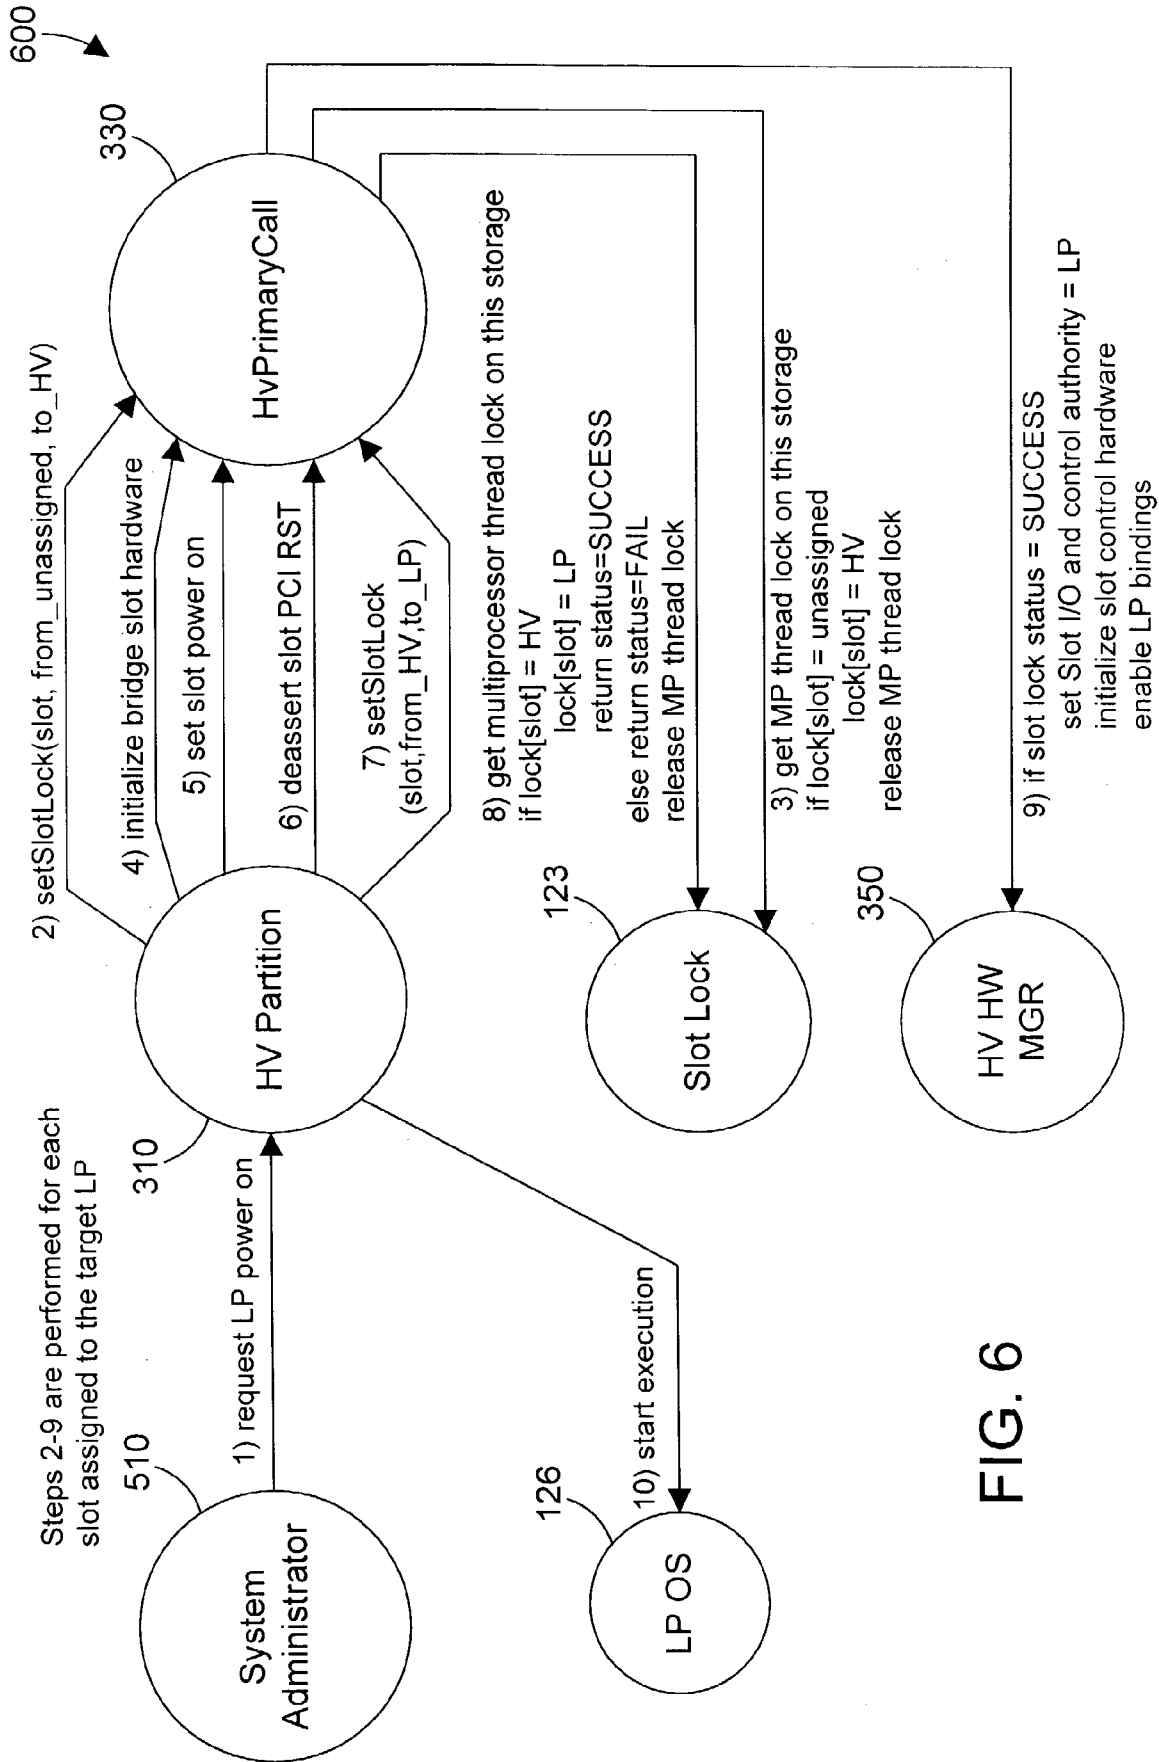 600
Steps 2-9 are performed for each
slot assigned to the target LP
510
System
Administrator
1) request LP power on
310
HV Partition
2) setSlotLock(slot, from_unassigned, to_HV)
4) initialize bridge slot hardware
5) set slot power on
6) deassert slot PCI RST
7) setSlotLock
(slot,from_HV,to_LP)
330
HvPrimaryCall
8) get multiprocessor thread lock on this storage
if lock[slot] = HV
lock[slot] = LP
return status=SUCCESS
else return status=FAIL
release MP thread lock
123
Slot Lock
3) get MP thread lock on this storage
if lock[slot] = unassigned
lock[slot] = HV
release MP thread lock
350
HV HW
MGR
9) if slot lock status = SUCCESS
set Slot I/O and control authority = LP
initialize slot control hardware
enable LP bindings
126
LP OS
10) start execution
FIG. 6